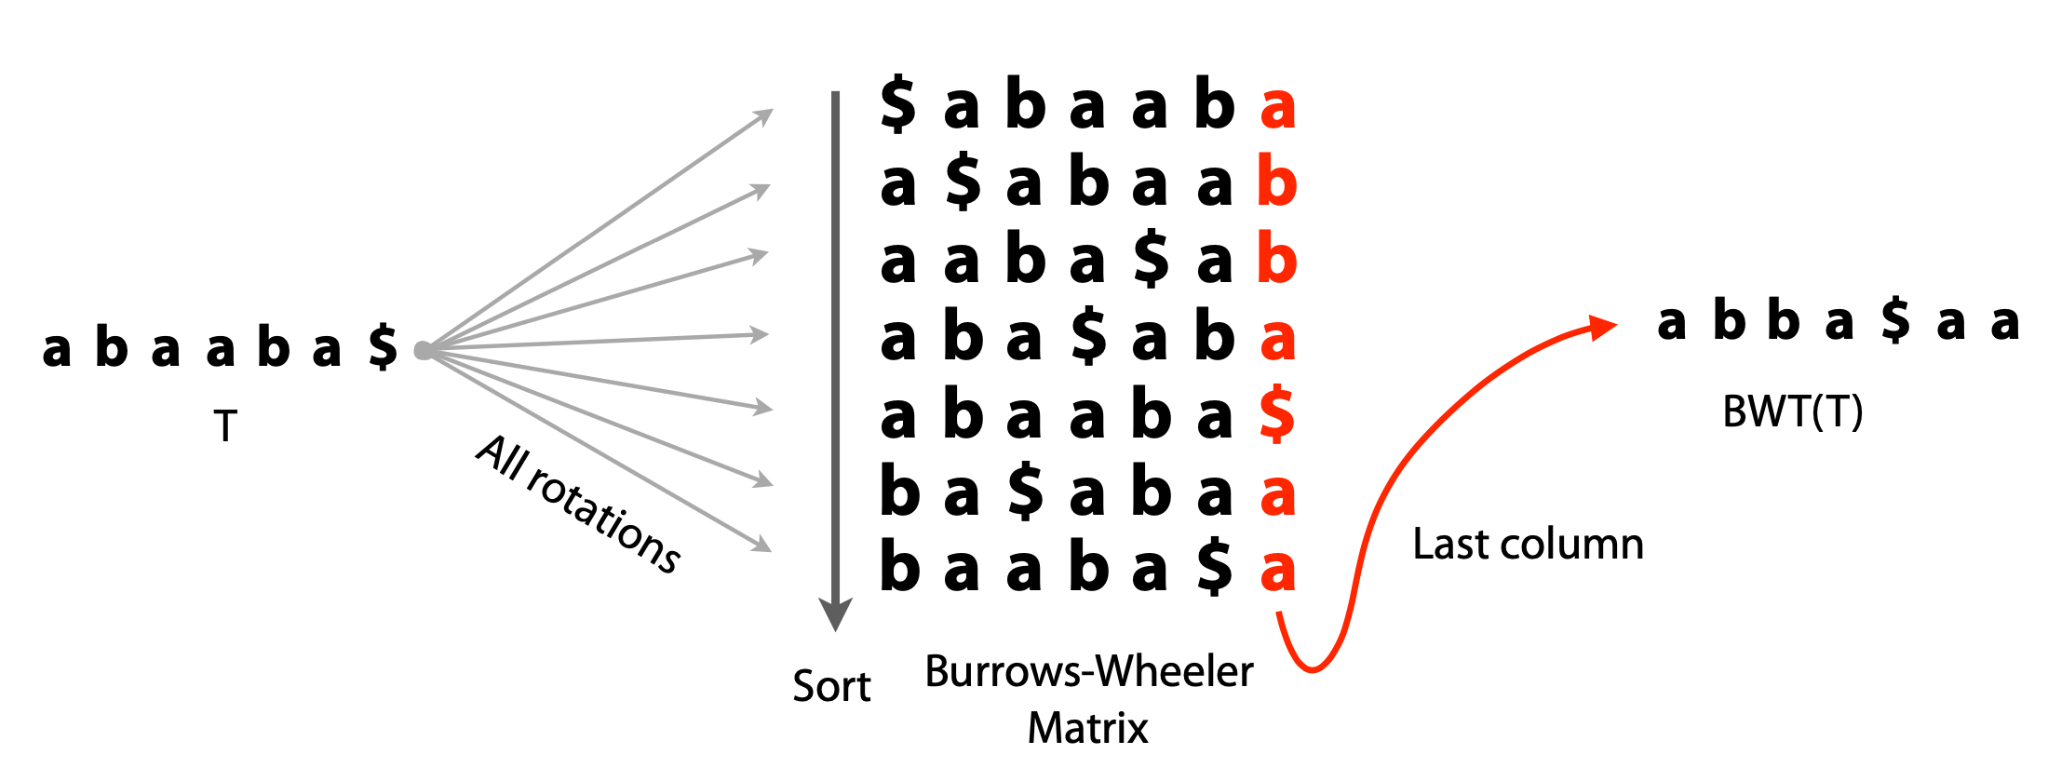 a b a a b a $
T
All rotations
Sort
$ a b a a b a
a $ a b a a b
a a b a $ a b
a b a $ a b a
a b a a b a $
b a $ a b a a
b a a b a $ a
Burrows-Wheeler
Matrix
Last column
a b b a $ a a
BWT(T)